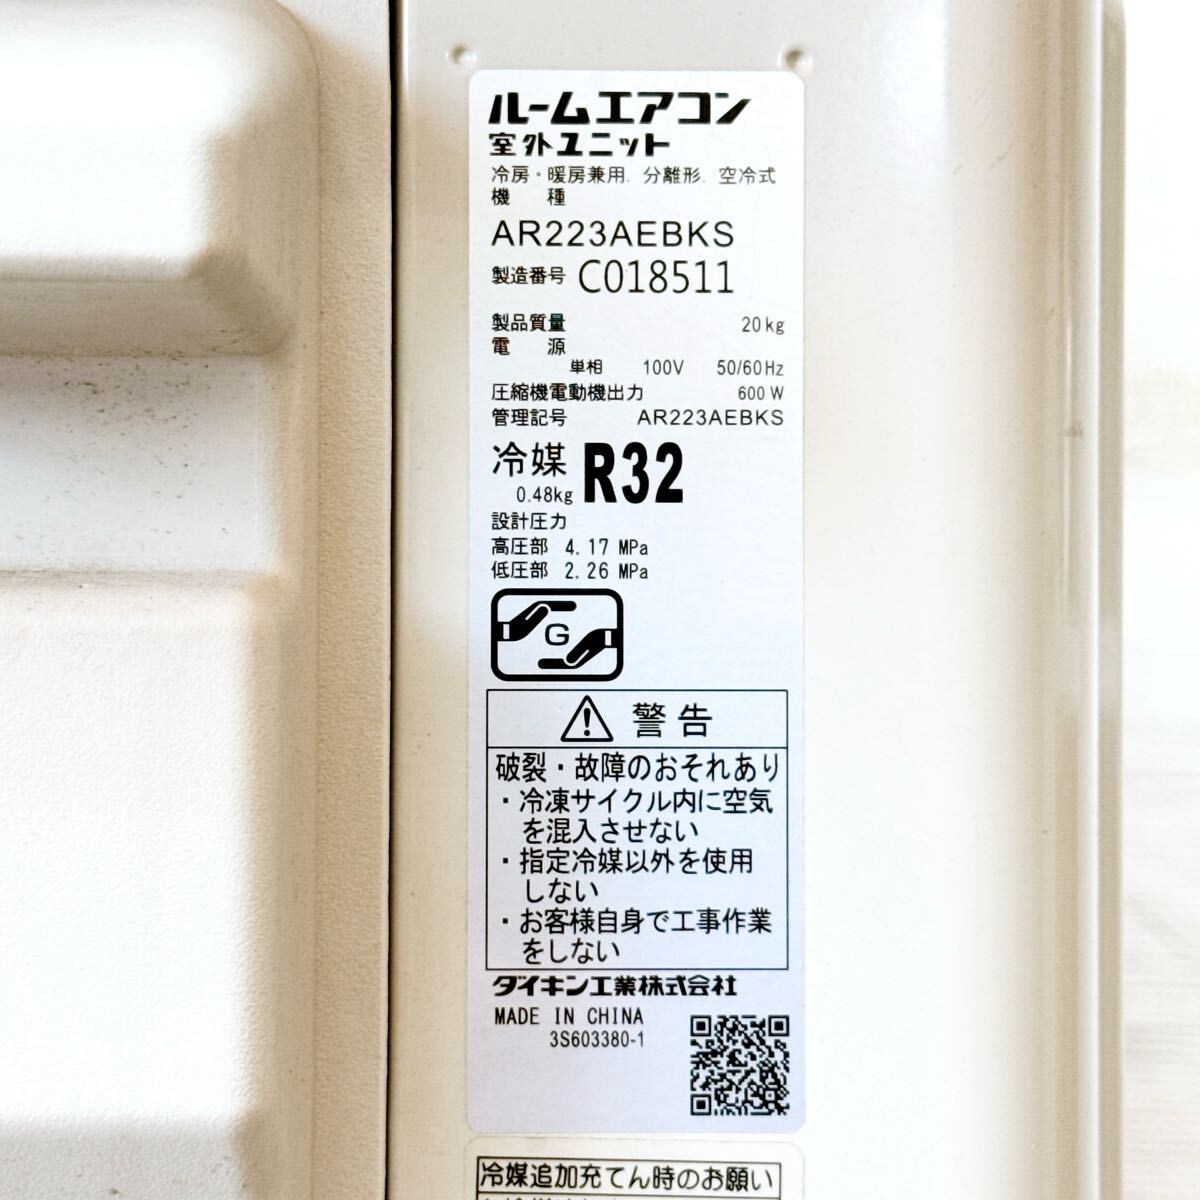 ルームエアコン
室外ユニット
冷房・暖房兼用. 分離形. 空冷式
機 種
AR223AEBKS
製造番号 C018511
製品質量 20kg
電 源
単相 100V 50/60Hz
圧縮機電動機出力 600W
管理記号 AR223AEBKS
冷媒 R32
0.48kg
設計圧力
高圧部 4.17 MPa
低圧部 2.26 MPa
G
警告
破裂・故障のおそれあり
・冷凍サイクル内に空気
を混入させない
・指定冷媒以外を使用
しない
・お客様自身で工事作業
をしない
ダイキン工業株式会社
MADE IN CHINA
3S603380-1
冷媒追加充てん時のお願い